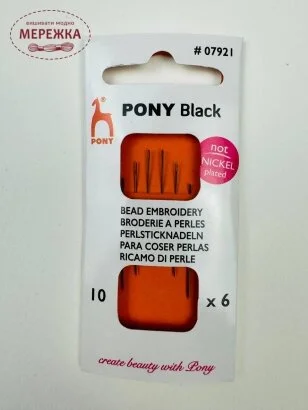 вишивати модно
МЕРЕЖКА
# 07921
PONY
PONY Black
not
NICKEL
plated
BEAD EMBROIDERY
BRODERIE A PERLES
PERLSTICKNADELN
PARA COSER PERLAS
RICAMO DI PERLE
10
x 6
create beauty with Pony